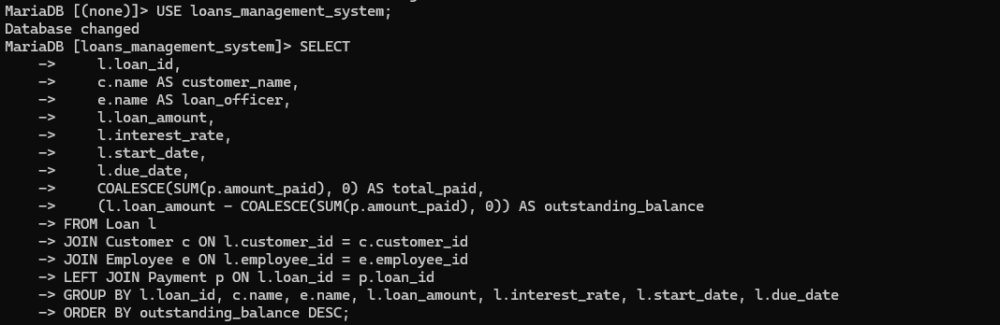 MariaDB [(none)]> USE loans_management_system;
Database changed
MariaDB [loans_management_system]> SELECT
    ->     l.loan_id,
    ->     c.name AS customer_name,
    ->     e.name AS loan_officer,
    ->     l.loan_amount,
    ->     l.interest_rate,
    ->     l.start_date,
    ->     l.due_date,
    ->     COALESCE(SUM(p.amount_paid), 0) AS total_paid,
    ->     (l.loan_amount - COALESCE(SUM(p.amount_paid), 0)) AS outstanding_balance
    -> FROM Loan l
    -> JOIN Customer c ON l.customer_id = c.customer_id
    -> JOIN Employee e ON l.employee_id = e.employee_id
    -> LEFT JOIN Payment p ON l.loan_id = p.loan_id
    -> GROUP BY l.loan_id, c.name, e.name, l.loan_amount, l.interest_rate, l.start_date, l.due_date
    -> ORDER BY outstanding_balance DESC;